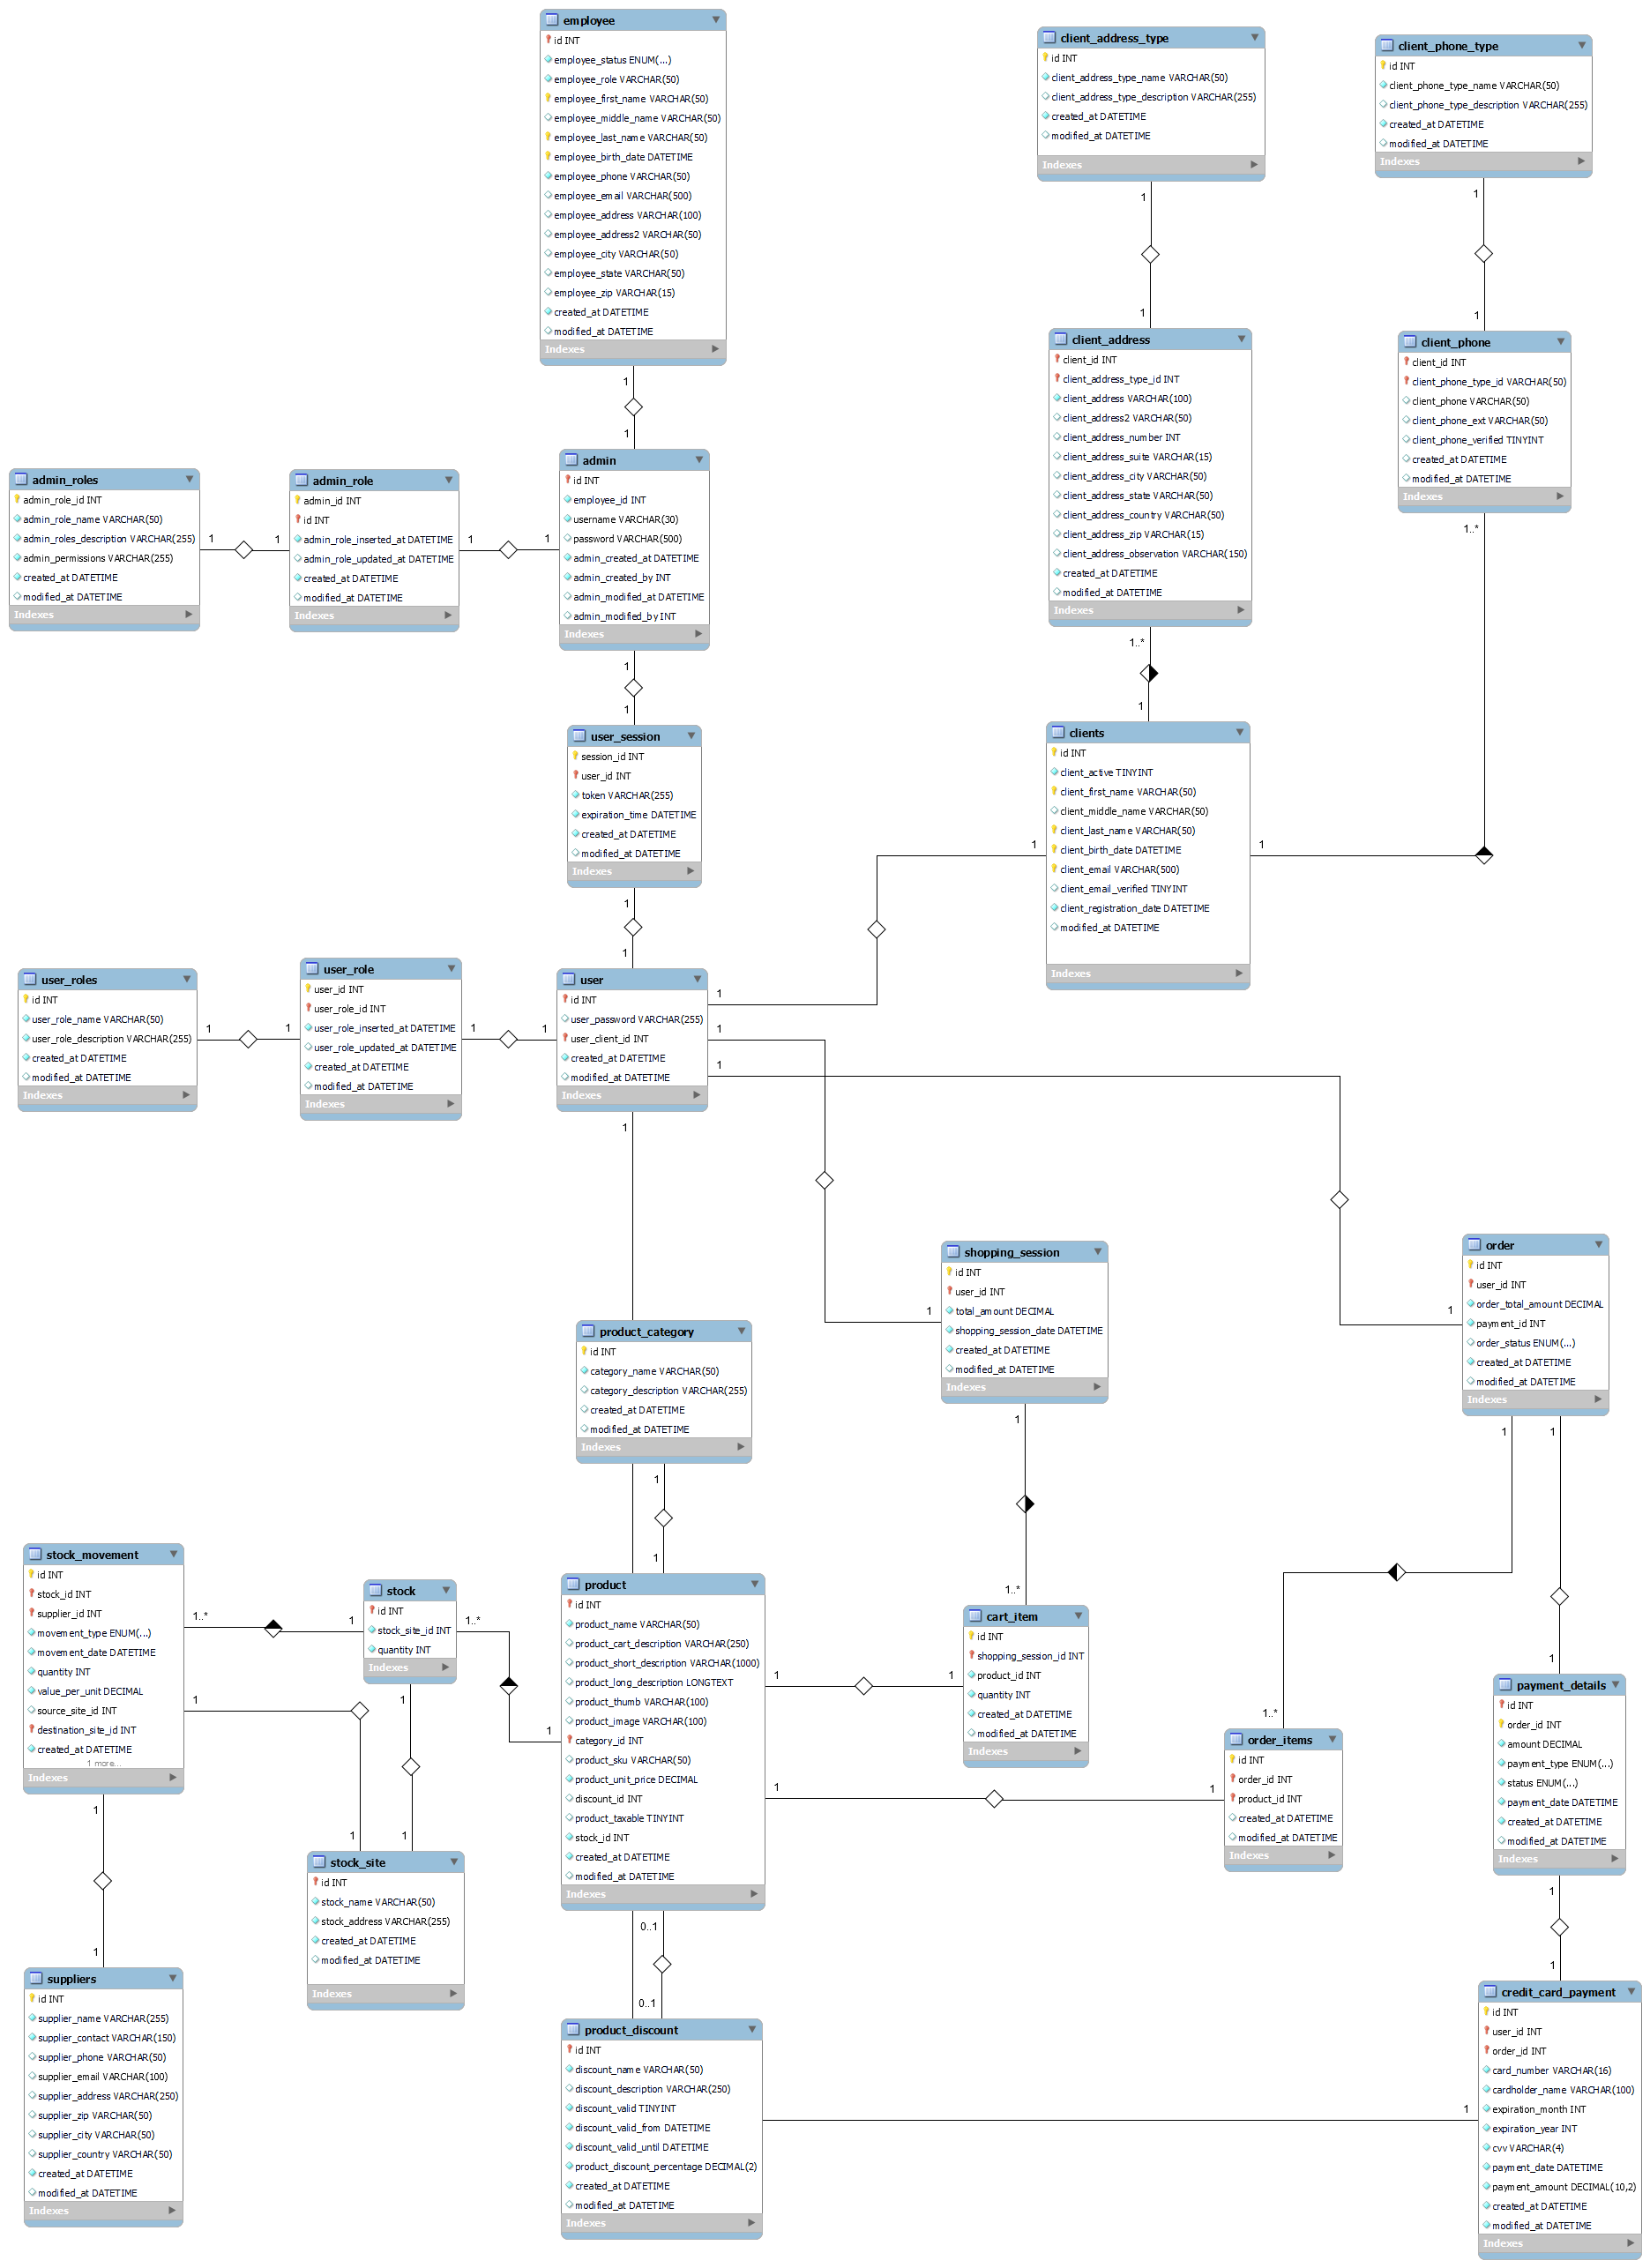 employee
id INT
employee_status ENUM(...)
employee_role VARCHAR(50)
employee_first_name VARCHAR(50)
employee_middle_name VARCHAR(50)
employee_last_name VARCHAR(50)
employee_birth_date DATETIME
employee_phone VARCHAR(50)
employee_email VARCHAR(500)
employee_address VARCHAR(100)
employee_address2 VARCHAR(50)
employee_city VARCHAR(50)
employee_state VARCHAR(50)
employee_zip VARCHAR(15)
created_at DATETIME
modified_at DATETIME
Indexes
client_address_type
id INT
client_address_type_name VARCHAR(50)
client_address_type_description VARCHAR(255)
created_at DATETIME
modified_at DATETIME
Indexes
client_phone_type
id INT
client_phone_type_name VARCHAR(50)
client_phone_type_description VARCHAR(255)
created_at DATETIME
modified_at DATETIME
Indexes
1
1
1
1
1
1
client_address
client_id INT
client_address_type_id INT
client_address VARCHAR(100)
client_address2 VARCHAR(50)
client_address_number INT
client_address_suite VARCHAR(15)
client_address_city VARCHAR(50)
client_address_state VARCHAR(50)
client_address_country VARCHAR(50)
client_address_zip VARCHAR(15)
client_address_observation VARCHAR(150)
created_at DATETIME
modified_at DATETIME
Indexes
client_phone
client_id INT
client_phone_type_id VARCHAR(50)
client_phone VARCHAR(50)
client_phone_ext VARCHAR(50)
client_phone_verified TINYINT
created_at DATETIME
modified_at DATETIME
Indexes
admin_roles
admin_role_id INT
admin_role_name VARCHAR(50)
admin_roles_description VARCHAR(255)
admin_permissions VARCHAR(255)
created_at DATETIME
modified_at DATETIME
Indexes
1
1
admin_role
admin_id INT
id INT
admin_role_inserted_at DATETIME
admin_role_updated_at DATETIME
created_at DATETIME
modified_at DATETIME
Indexes
1
1
admin
id INT
employee_id INT
username VARCHAR(30)
password VARCHAR(500)
admin_created_at DATETIME
admin_created_by INT
admin_modified_at DATETIME
admin_modified_by INT
Indexes
1
1
1..*
1
1..*
1
user_session
session_id INT
user_id INT
token VARCHAR(255)
expiration_time DATETIME
created_at DATETIME
modified_at DATETIME
Indexes
1
1
clients
id INT
client_active TINYINT
client_first_name VARCHAR(50)
client_middle_name VARCHAR(50)
client_last_name VARCHAR(50)
client_birth_date DATETIME
client_email VARCHAR(500)
client_email_verified TINYINT
client_registration_date DATETIME
modified_at DATETIME
Indexes
1
user_roles
id INT
user_role_name VARCHAR(50)
user_role_description VARCHAR(255)
created_at DATETIME
modified_at DATETIME
Indexes
1
1
user_role
user_id INT
user_role_id INT
user_role_inserted_at DATETIME
user_role_updated_at DATETIME
created_at DATETIME
modified_at DATETIME
Indexes
1
1
user
id INT
user_password VARCHAR(255)
user_client_id INT
created_at DATETIME
modified_at DATETIME
Indexes
1
1
1
1
shopping_session
id INT
user_id INT
total_amount DECIMAL
shopping_session_date DATETIME
created_at DATETIME
modified_at DATETIME
Indexes
1
1
order
id INT
user_id INT
order_total_amount DECIMAL
payment_id INT
order_status ENUM(...)
created_at DATETIME
modified_at DATETIME
Indexes
1
1
1
product_category
id INT
category_name VARCHAR(50)
category_description VARCHAR(255)
created_at DATETIME
modified_at DATETIME
Indexes
1
1
1
1..*
stock_movement
id INT
stock_id INT
supplier_id INT
movement_type ENUM(...)
movement_date DATETIME
quantity INT
value_per_unit DECIMAL
source_site_id INT
destination_site_id INT
created_at DATETIME
1 more...
Indexes
1..*
1
1
stock
id INT
stock_site_id INT
quantity INT
Indexes
1..*
1
1
1
1
product
id INT
product_name VARCHAR(50)
product_cart_description VARCHAR(250)
product_short_description VARCHAR(1000)
product_long_description LONGTEXT
product_thumb VARCHAR(100)
product_image VARCHAR(100)
category_id INT
product_sku VARCHAR(50)
product_unit_price DECIMAL
discount_id INT
product_taxable TINYINT
stock_id INT
created_at DATETIME
modified_at DATETIME
Indexes
1
1
1
1
cart_item
id INT
shopping_session_id INT
product_id INT
quantity INT
created_at DATETIME
modified_at DATETIME
Indexes
1..*
order_items
id INT
order_id INT
product_id INT
created_at DATETIME
modified_at DATETIME
Indexes
1
payment_details
id INT
order_id INT
amount DECIMAL
payment_type ENUM(...)
status ENUM(...)
payment_date DATETIME
created_at DATETIME
modified_at DATETIME
Indexes
1
1
stock_site
id INT
stock_name VARCHAR(50)
stock_address VARCHAR(255)
created_at DATETIME
modified_at DATETIME
Indexes
1
1
suppliers
id INT
supplier_name VARCHAR(255)
supplier_contact VARCHAR(150)
supplier_phone VARCHAR(50)
supplier_email VARCHAR(100)
supplier_address VARCHAR(250)
supplier_zip VARCHAR(50)
supplier_city VARCHAR(50)
supplier_country VARCHAR(50)
created_at DATETIME
modified_at DATETIME
Indexes
0..1
0..1
product_discount
id INT
discount_name VARCHAR(50)
discount_description VARCHAR(250)
discount_valid TINYINT
discount_valid_from DATETIME
discount_valid_until DATETIME
product_discount_percentage DECIMAL(2)
created_at DATETIME
modified_at DATETIME
Indexes
1
credit_card_payment
id INT
user_id INT
order_id INT
card_number VARCHAR(16)
cardholder_name VARCHAR(100)
expiration_month INT
expiration_year INT
cvv VARCHAR(4)
payment_date DATETIME
payment_amount DECIMAL(10,2)
created_at DATETIME
modified_at DATETIME
Indexes